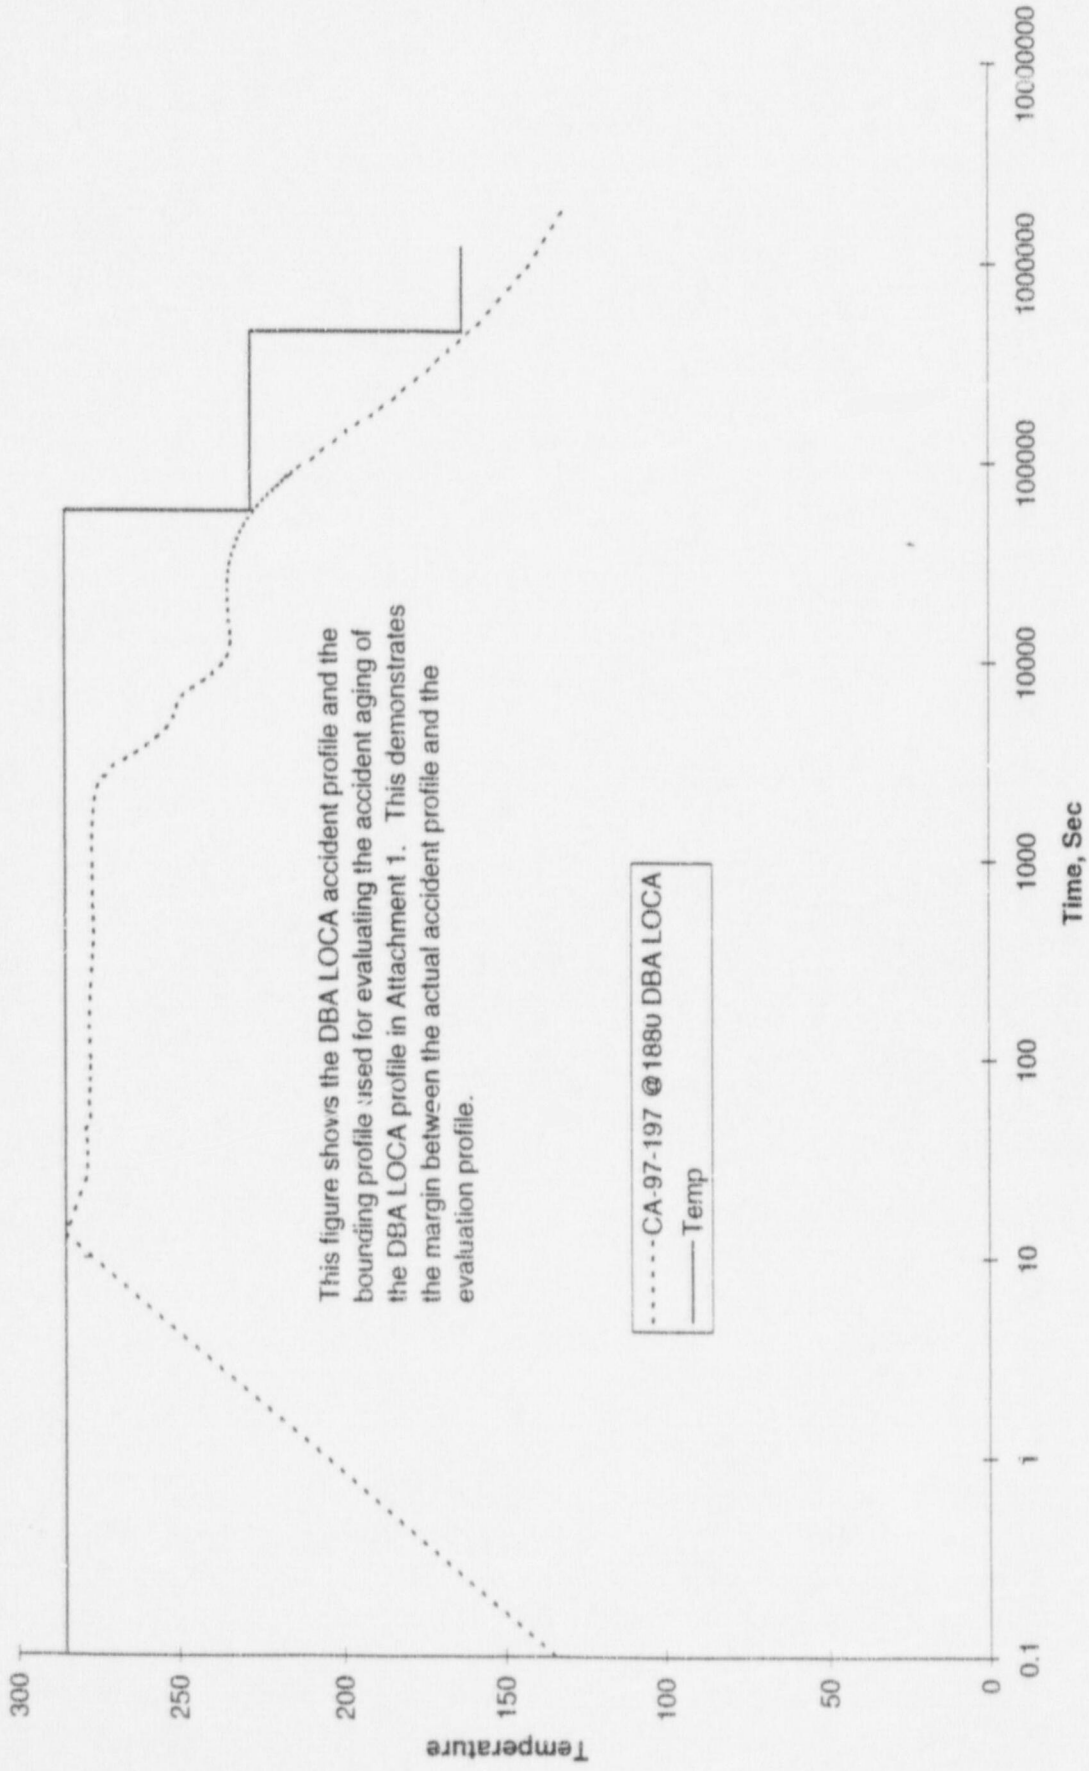 300
250
200
150
100
50
0
Temperature
0.1
1
10
100
1000
10000
100000
1000000
10000000
Time, Sec
This figure shows the DBA LOCA accident profile and the
bounding profile used for evaluating the accident aging of
the DBA LOCA profile in Attachment 1. This demonstrates
the margin between the actual accident profile and the
evaluation profile.
CA-97-197 @1880 DBA LOCA
Temp